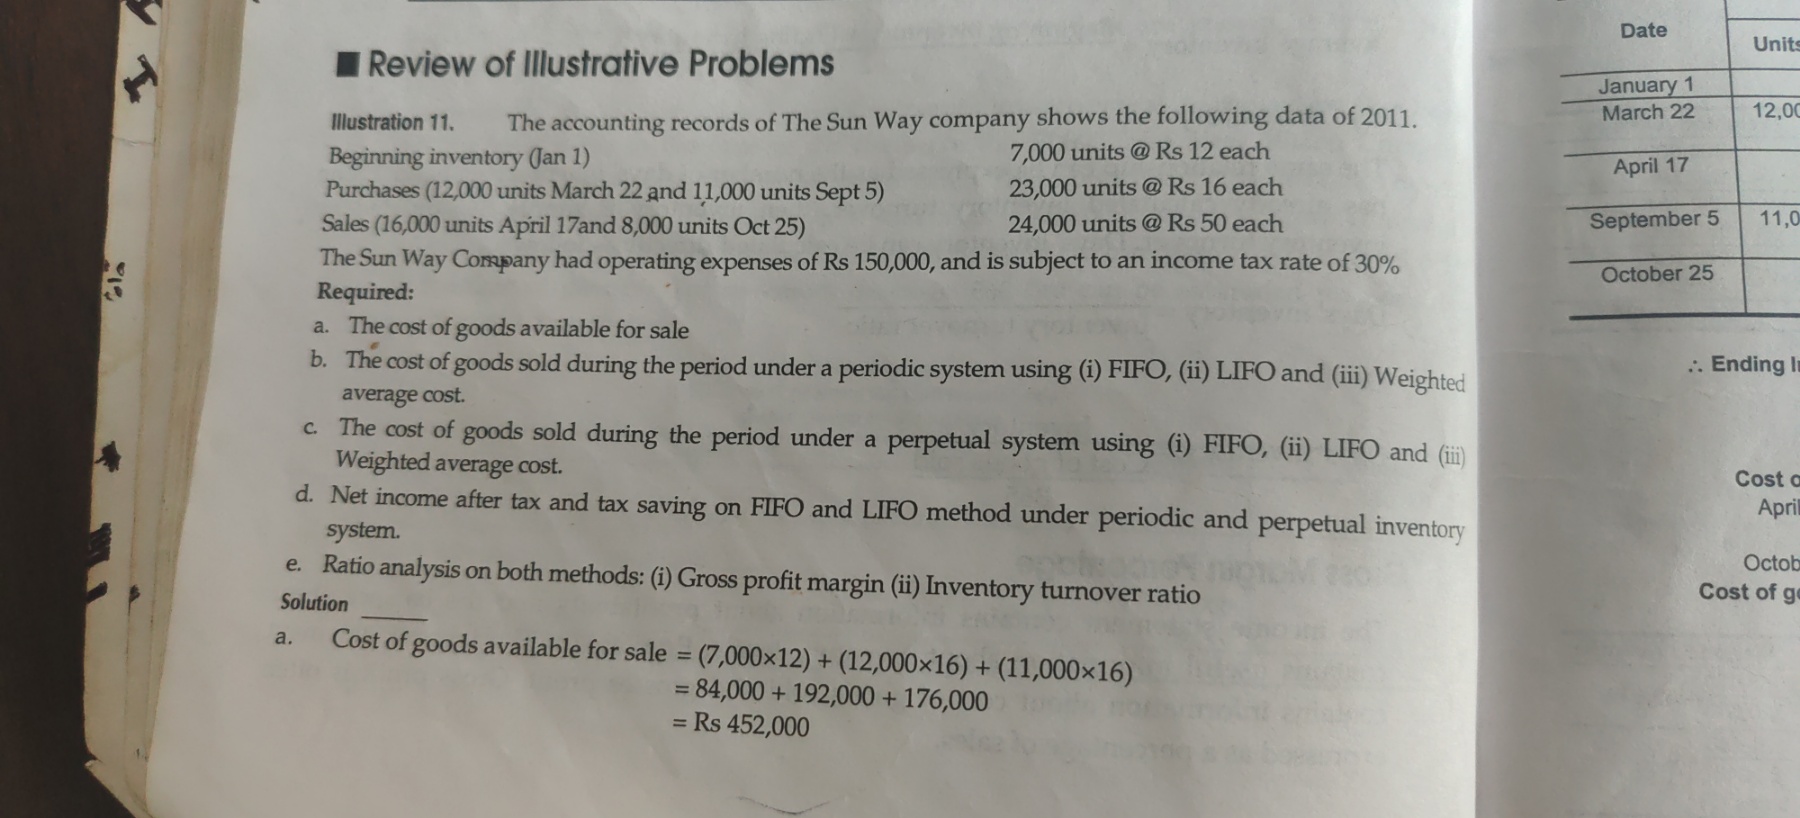 Review of Illustrative Problems
Illustration 11. The accounting records of The Sun Way company shows the following data of 2011.
Beginning inventory (Jan 1) 7,000 units @ Rs 12 each
Purchases (12,000 units March 22 and 11,000 units Sept 5) 23,000 units @ Rs 16 each
Sales (16,000 units April 17and 8,000 units Oct 25) 24,000 units @ Rs 50 each
The Sun Way Company had operating expenses of Rs 150,000, and is subject to an income tax rate of 30%
Required:
a. The cost of goods available for sale
b. The cost of goods sold during the period under a periodic system using (i) FIFO, (ii) LIFO and (iii) Weighted
average cost.
c. The cost of goods sold during the period under a perpetual system using (i) FIFO, (ii) LIFO and (iii)
Weighted average cost.
d. Net income after tax and tax saving on FIFO and LIFO method under periodic and perpetual inventory
system.
e. Ratio analysis on both methods: (i) Gross profit margin (ii) Inventory turnover ratio
Solution
a. Cost of goods available for sale = (7,000×12) + (12,000×16) + (11,000×16)
= 84,000 + 192,000 + 176,000
= Rs 452,000
Date
Units
January 1
March 22 12,00
April 17
September 5 11,0
October 25
∴ Ending
Cost
April
Octob
Cost of